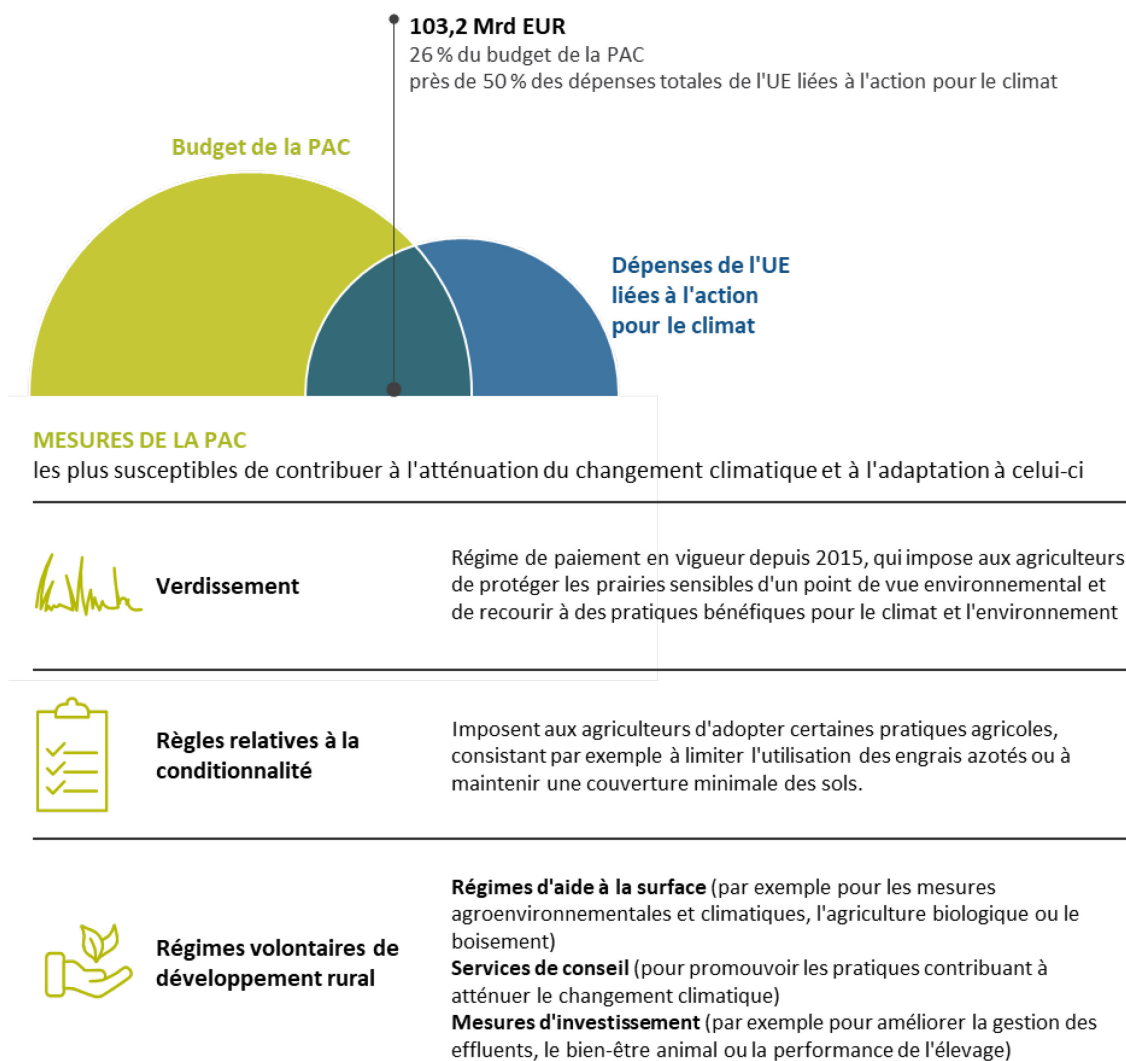 103,2 Mrd EUR
26 % du budget de la PAC
près de 50 % des dépenses totales de l'UE liées à l'action pour le climat
Budget de la PAC
Dépenses de l'UE
liées à l'action
pour le climat
MESURES DE LA PAC
les plus susceptibles de contribuer à l'atténuation du changement climatique et à l'adaptation à celui-ci
Verdissement
Régime de paiement en vigueur depuis 2015, qui impose aux agriculteurs
de protéger les prairies sensibles d'un point de vue environnemental et
de recourir à des pratiques bénéfiques pour le climat et l'environnement
Règles relatives à la
conditionnalité
Imposent aux agriculteurs d'adopter certaines pratiques agricoles,
consistant par exemple à limiter l'utilisation des engrais azotés ou à
maintenir une couverture minimale des sols.
Régimes volontaires de
développement rural
Régimes d'aide à la surface (par exemple pour les mesures
agroenvironnementales et climatiques, l'agriculture biologique ou le
boisement)
Services de conseil (pour promouvoir les pratiques contribuant à
atténuer le changement climatique)
Mesures d'investissement (par exemple pour améliorer la gestion des
effluents, le bien-être animal ou la performance de l'élevage)